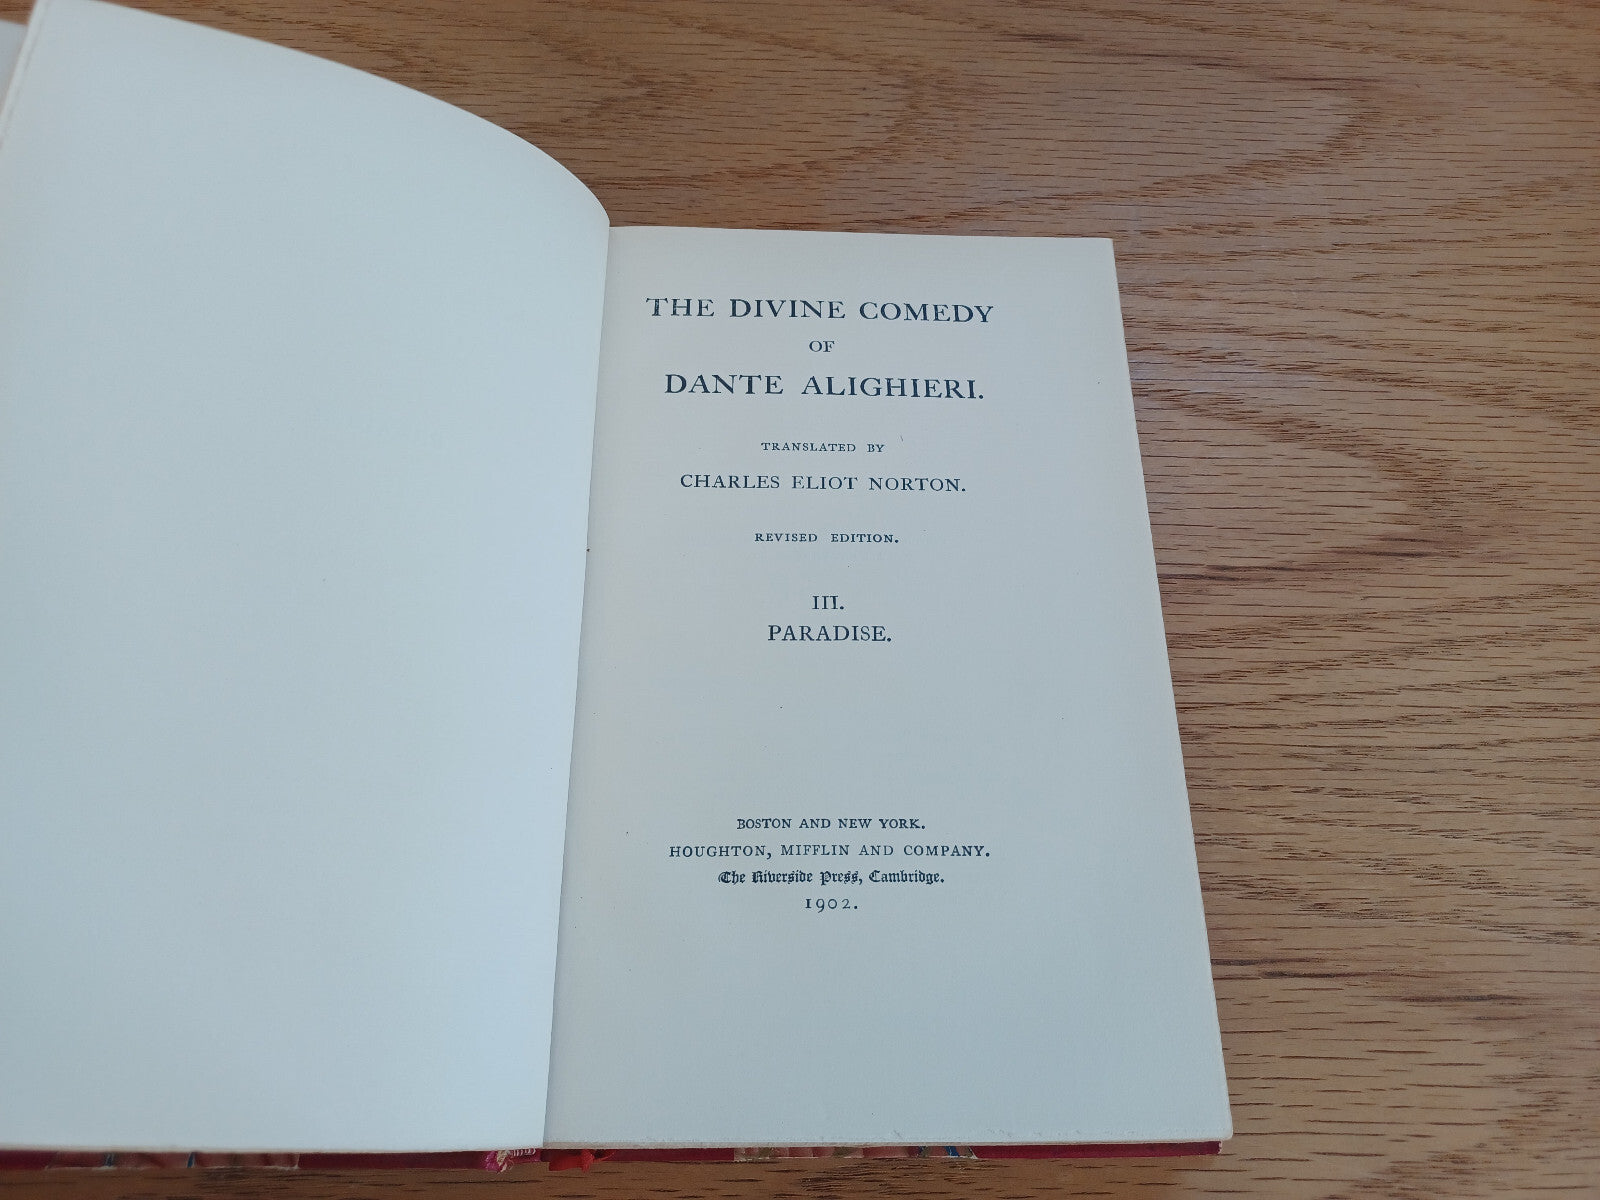 THE DIVINE COMEDY
OF
DANTE ALIGHIERI.
TRANSLATED BY
CHARLES ELIOT NORTON.
REVISED EDITION.
III.
PARADISE.
BOSTON AND NEW YORK.
HOUGHTON, MIFFLIN AND COMPANY.
The Riverside Press, Cambridge.
1902.